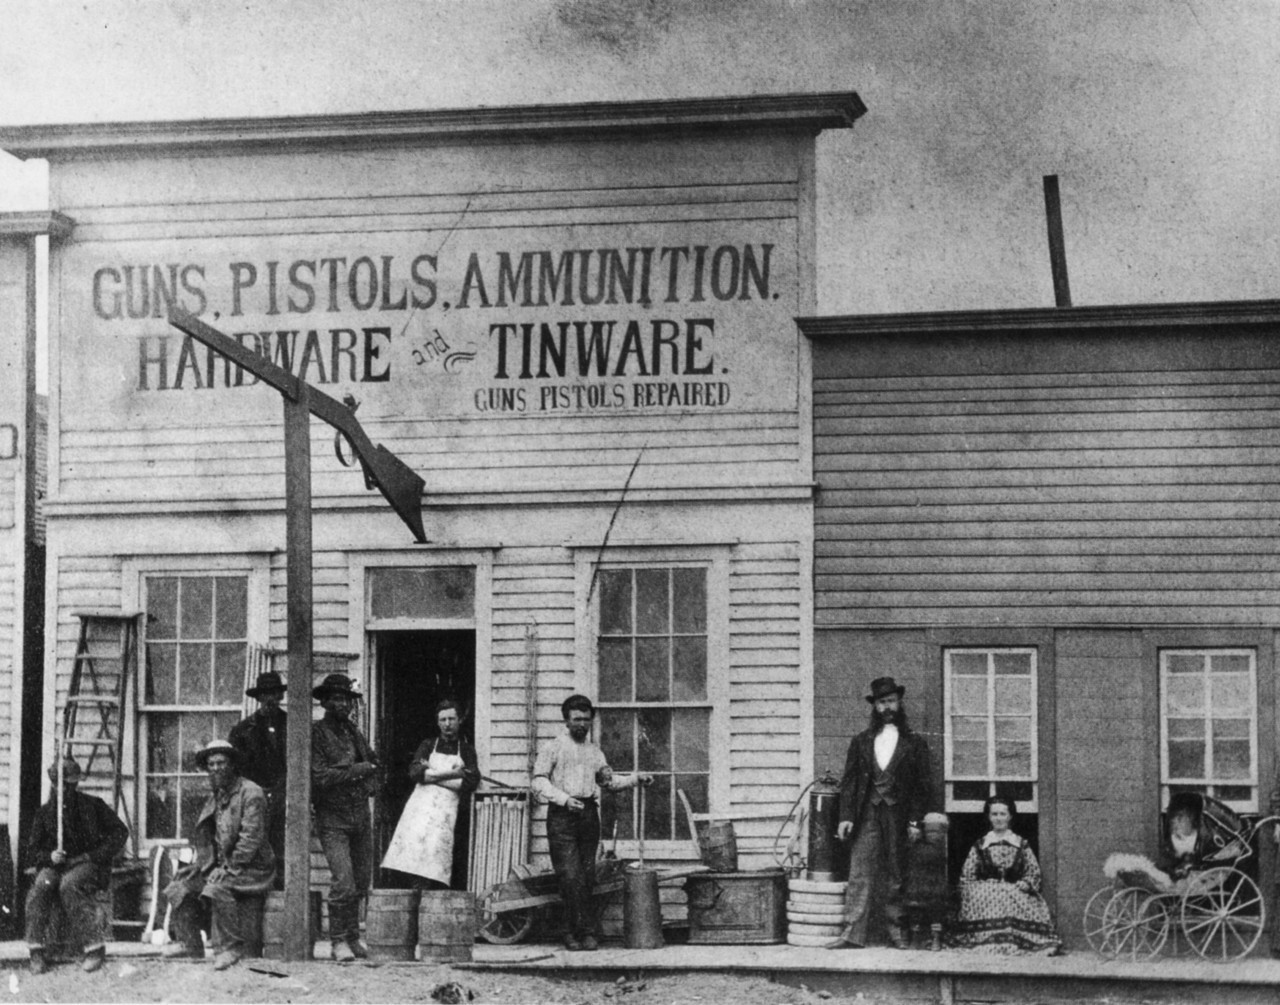 GUNS, PISTOLS, AMMUNITION.
HARDWARE and TINWARE.
GUNS PISTOLS REPAIRED